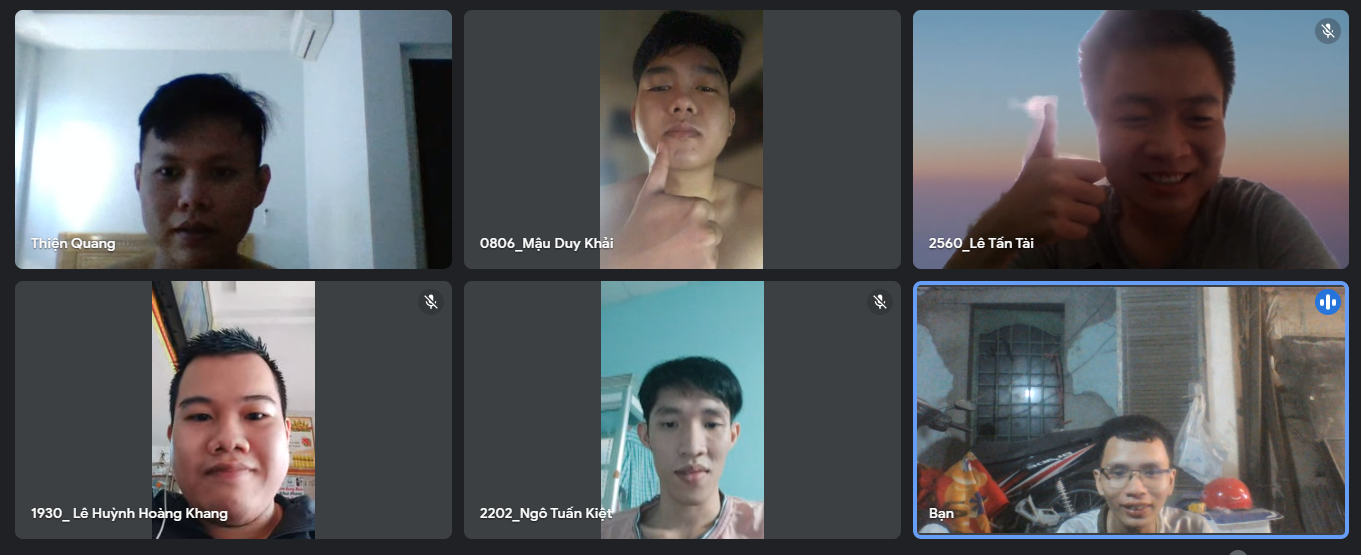 Thiện Quang
0806_Mậu Duy Khải
2560_Lê Tấn Tài
1930_ Lê Huỳnh Hoàng Khang
2202_Ngô Tuấn Kiệt
Bạn